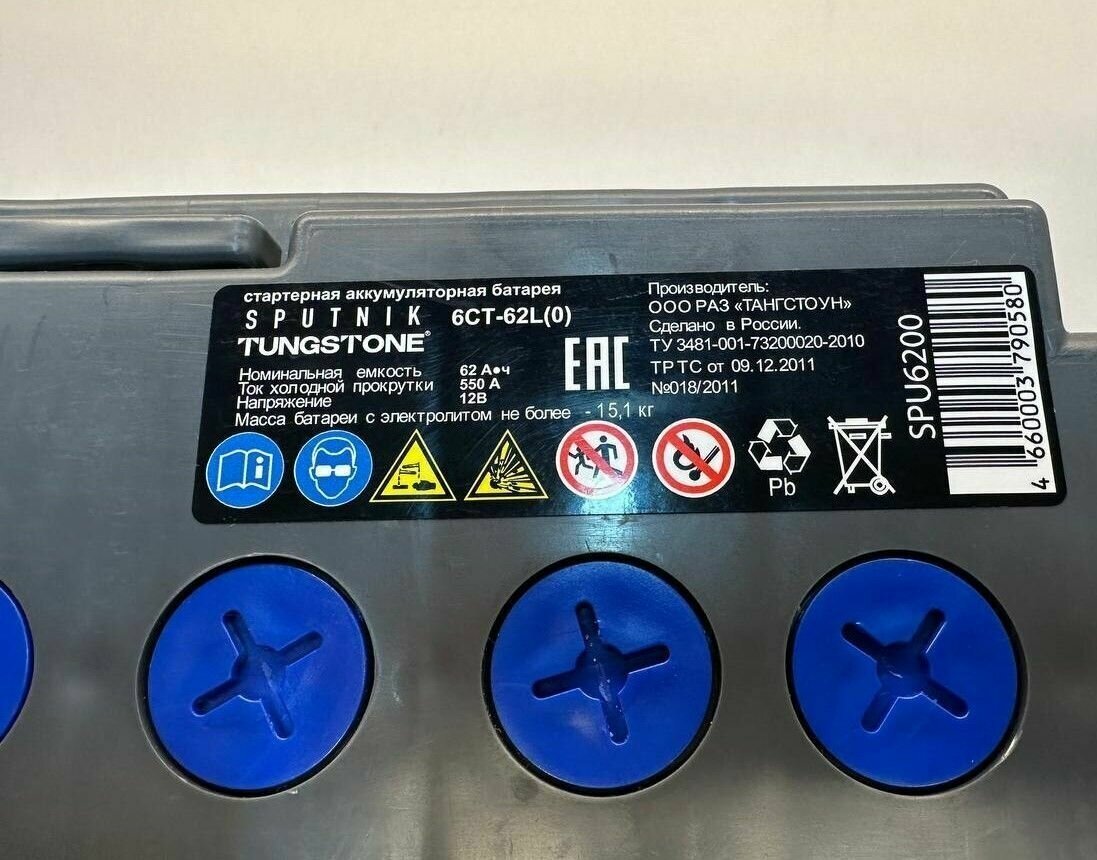 стартерная аккумуляторная батарея
SPUTNIK 6СТ-62L(0)
TUNGSTONE®
Номинальная емкость 62 А•ч
Ток холодной прокрутки 550 А
Напряжение 12В
Масса батареи с электролитом не более - 15,1 кг
EAC
Производитель:
ООО РАЗ «ТАНГСТОУН»
Сделано в России.
ТУ 3481-001-73200020-2010
ТР ТС от 09.12.2011
№018/2011
Pb
SPU6200
4 660003 790580